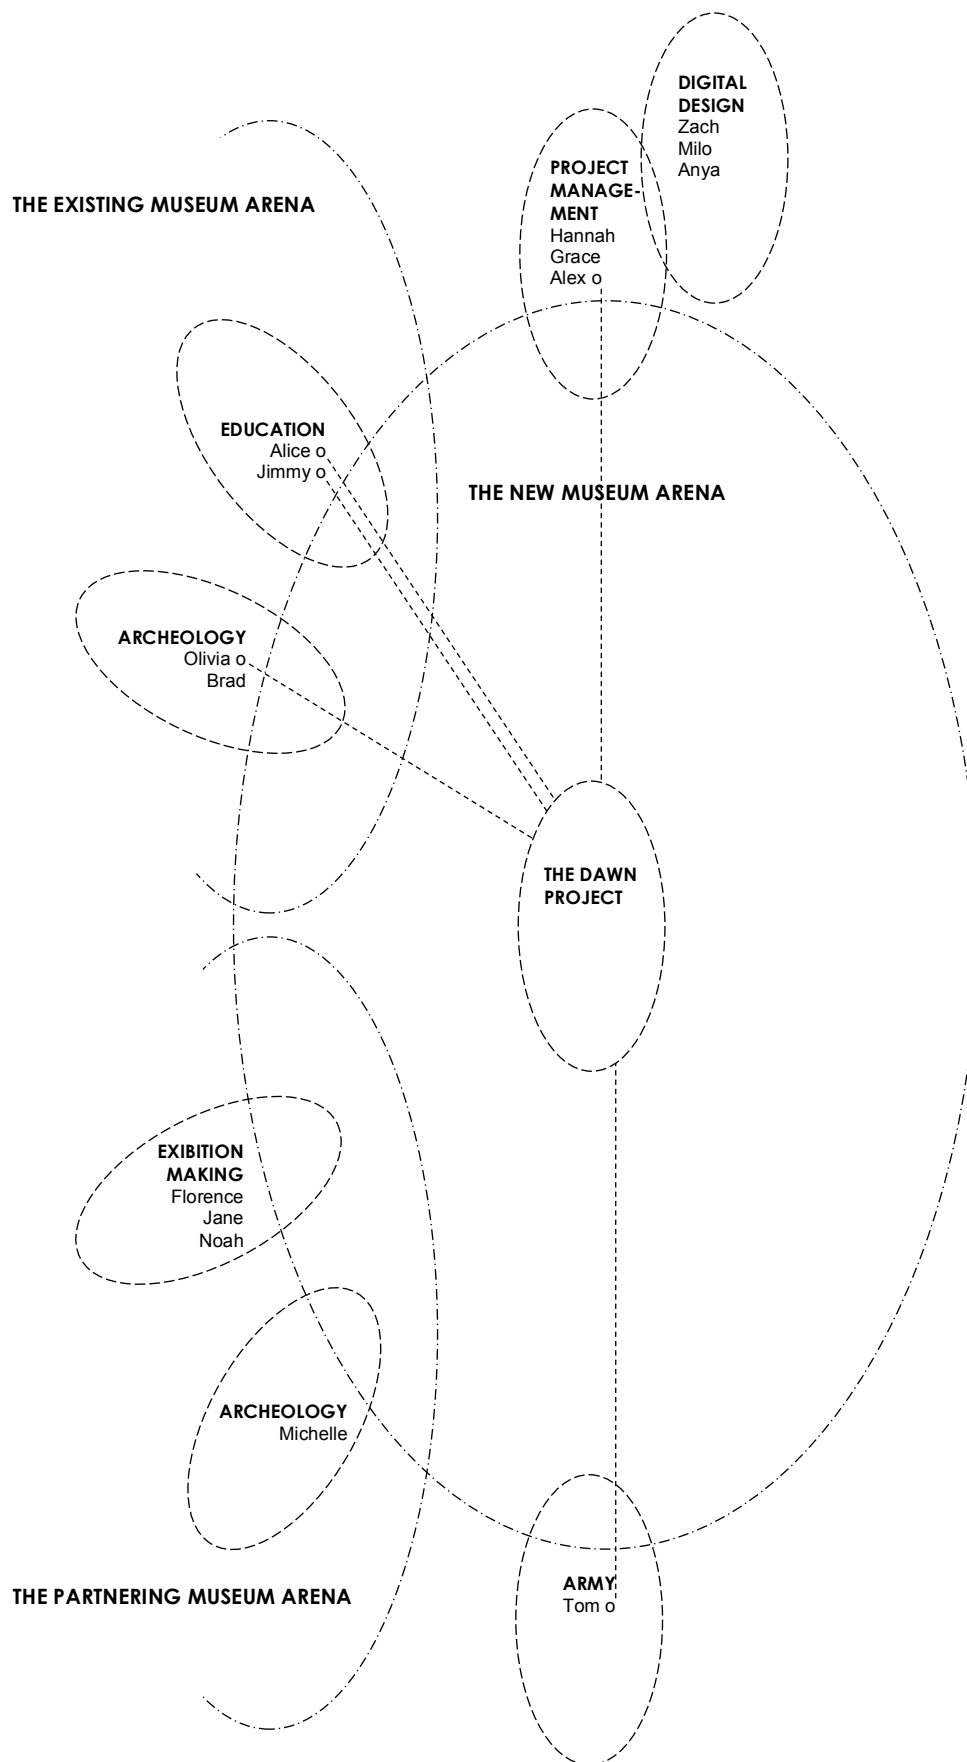 DIGITAL
DESIGN
Zach
Milo
Anya
PROJECT
MANAGE-
MENT
Hannah
Grace
Alex o
THE EXISTING MUSEUM ARENA
EDUCATION
Alice o
Jimmy o
THE NEW MUSEUM ARENA
ARCHEOLOGY
Olivia o
Brad
THE DAWN
PROJECT
EXIBITION
MAKING
Florence
Jane
Noah
ARCHEOLOGY
Michelle
THE PARTNERING MUSEUM ARENA
ARMY
Tom o